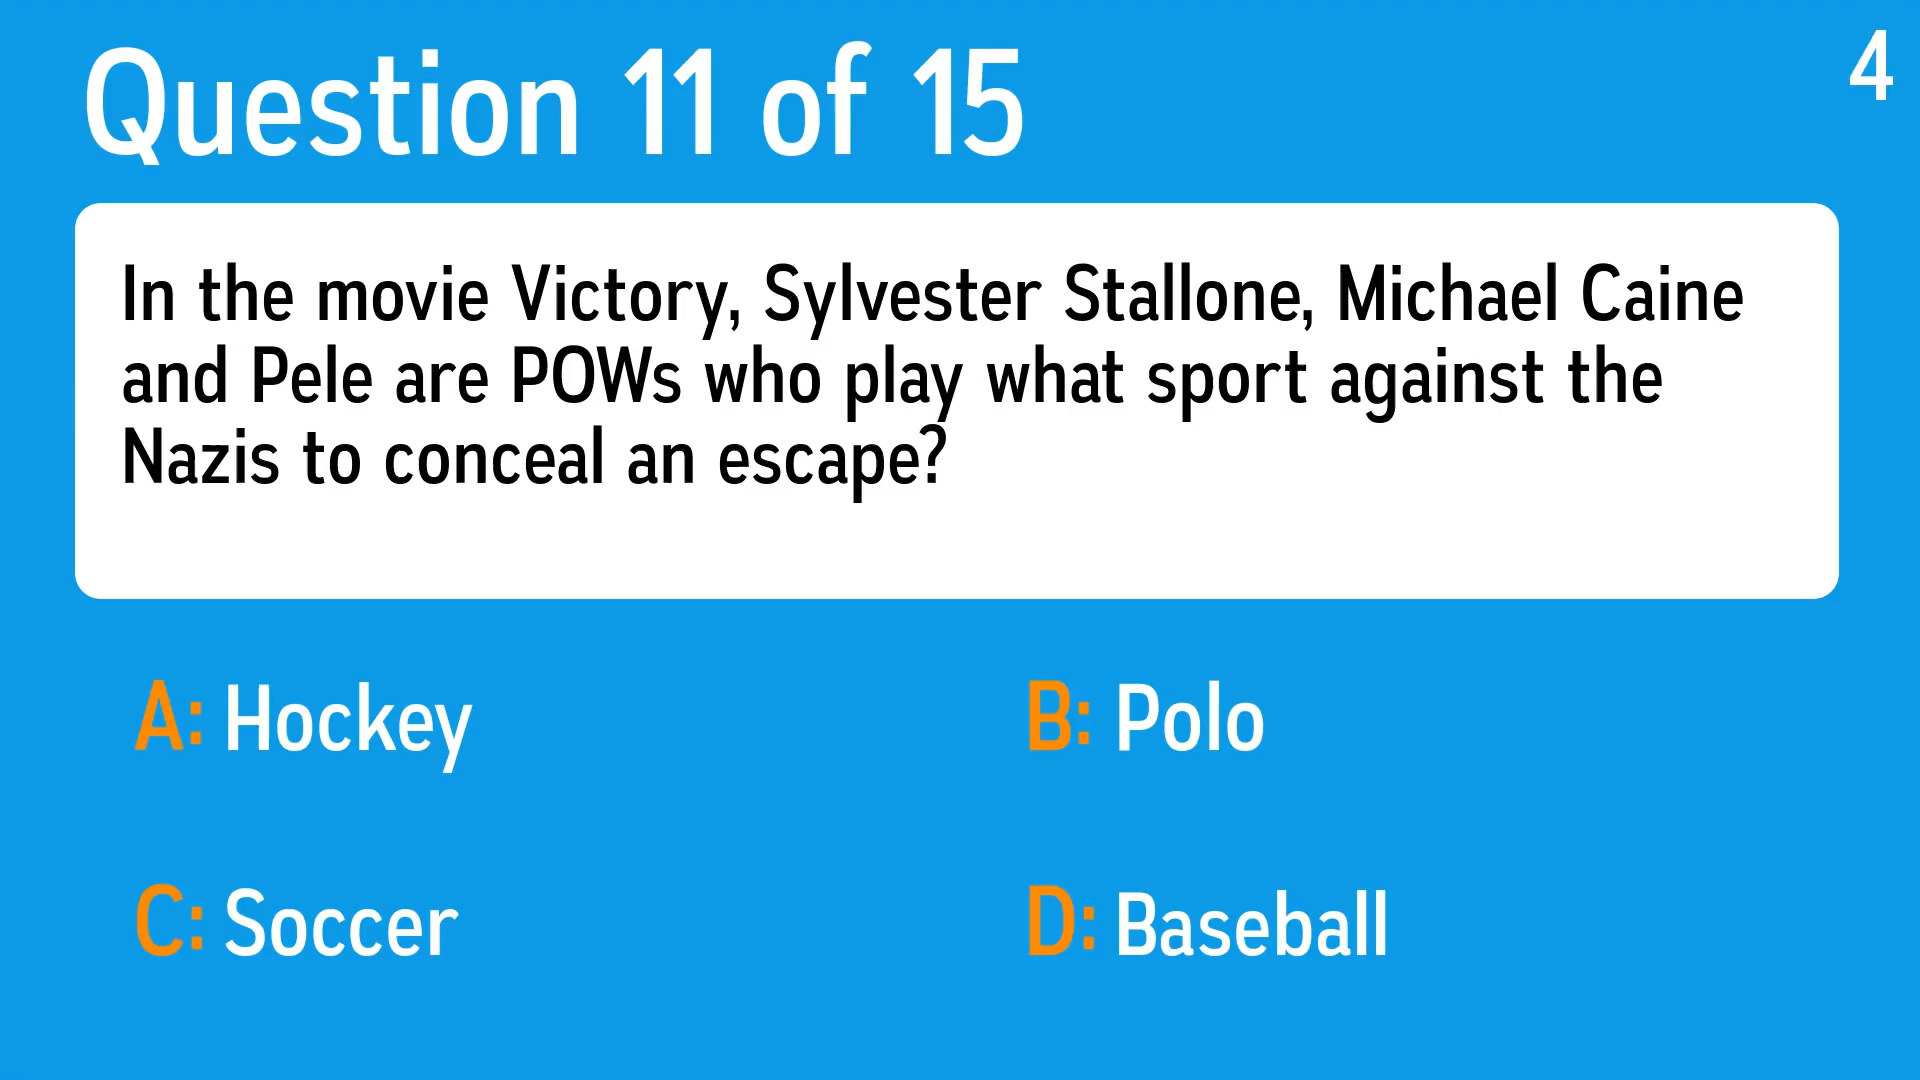 Question 11 of 15
4
In the movie Victory, Sylvester Stallone, Michael Caine
and Pele are POWs who play what sport against the
Nazis to conceal an escape?
A: Hockey
B: Polo
C: Soccer
D: Baseball